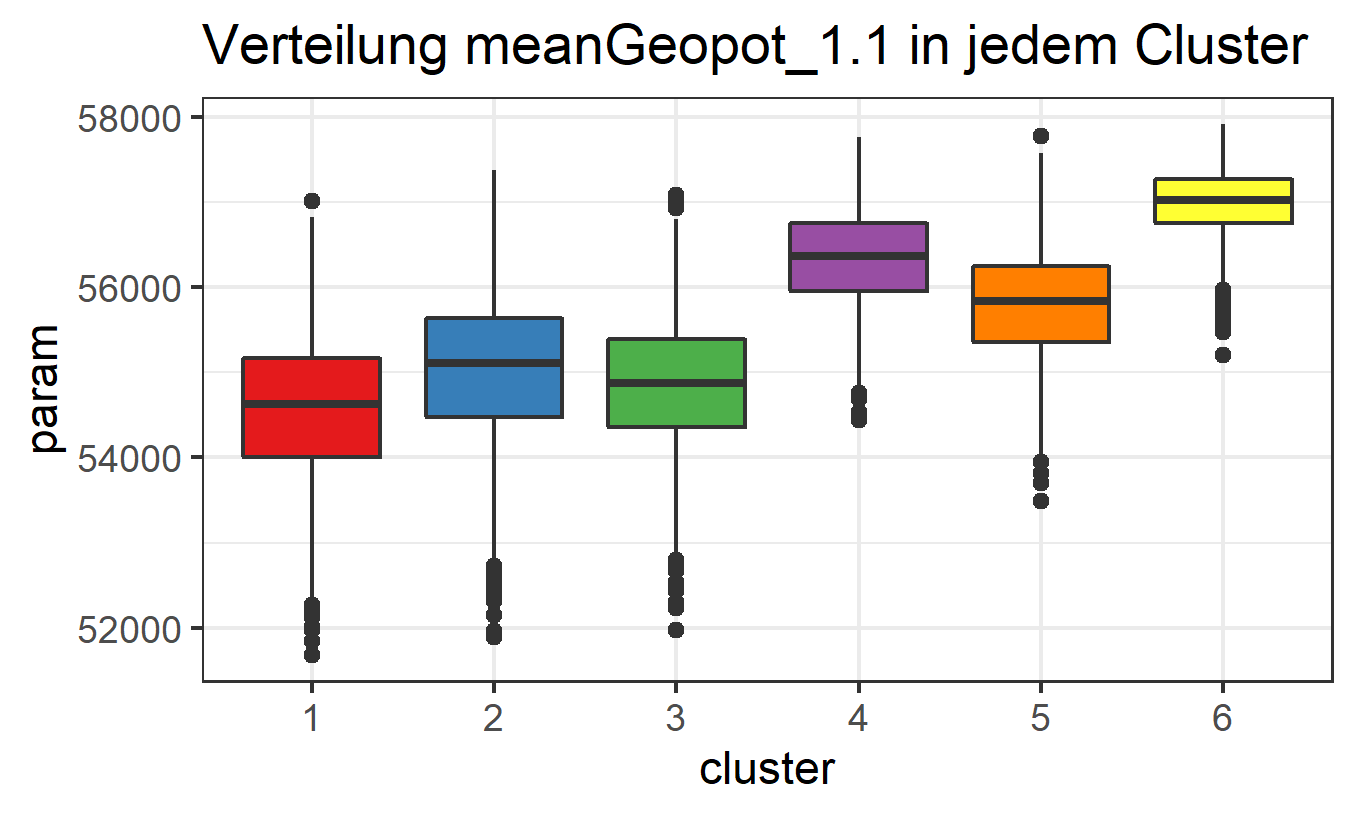 Verteilung meanGeopot_1.1 in jedem Cluster
58000
56000
54000
52000
param
1 2 3 4 5 6
cluster